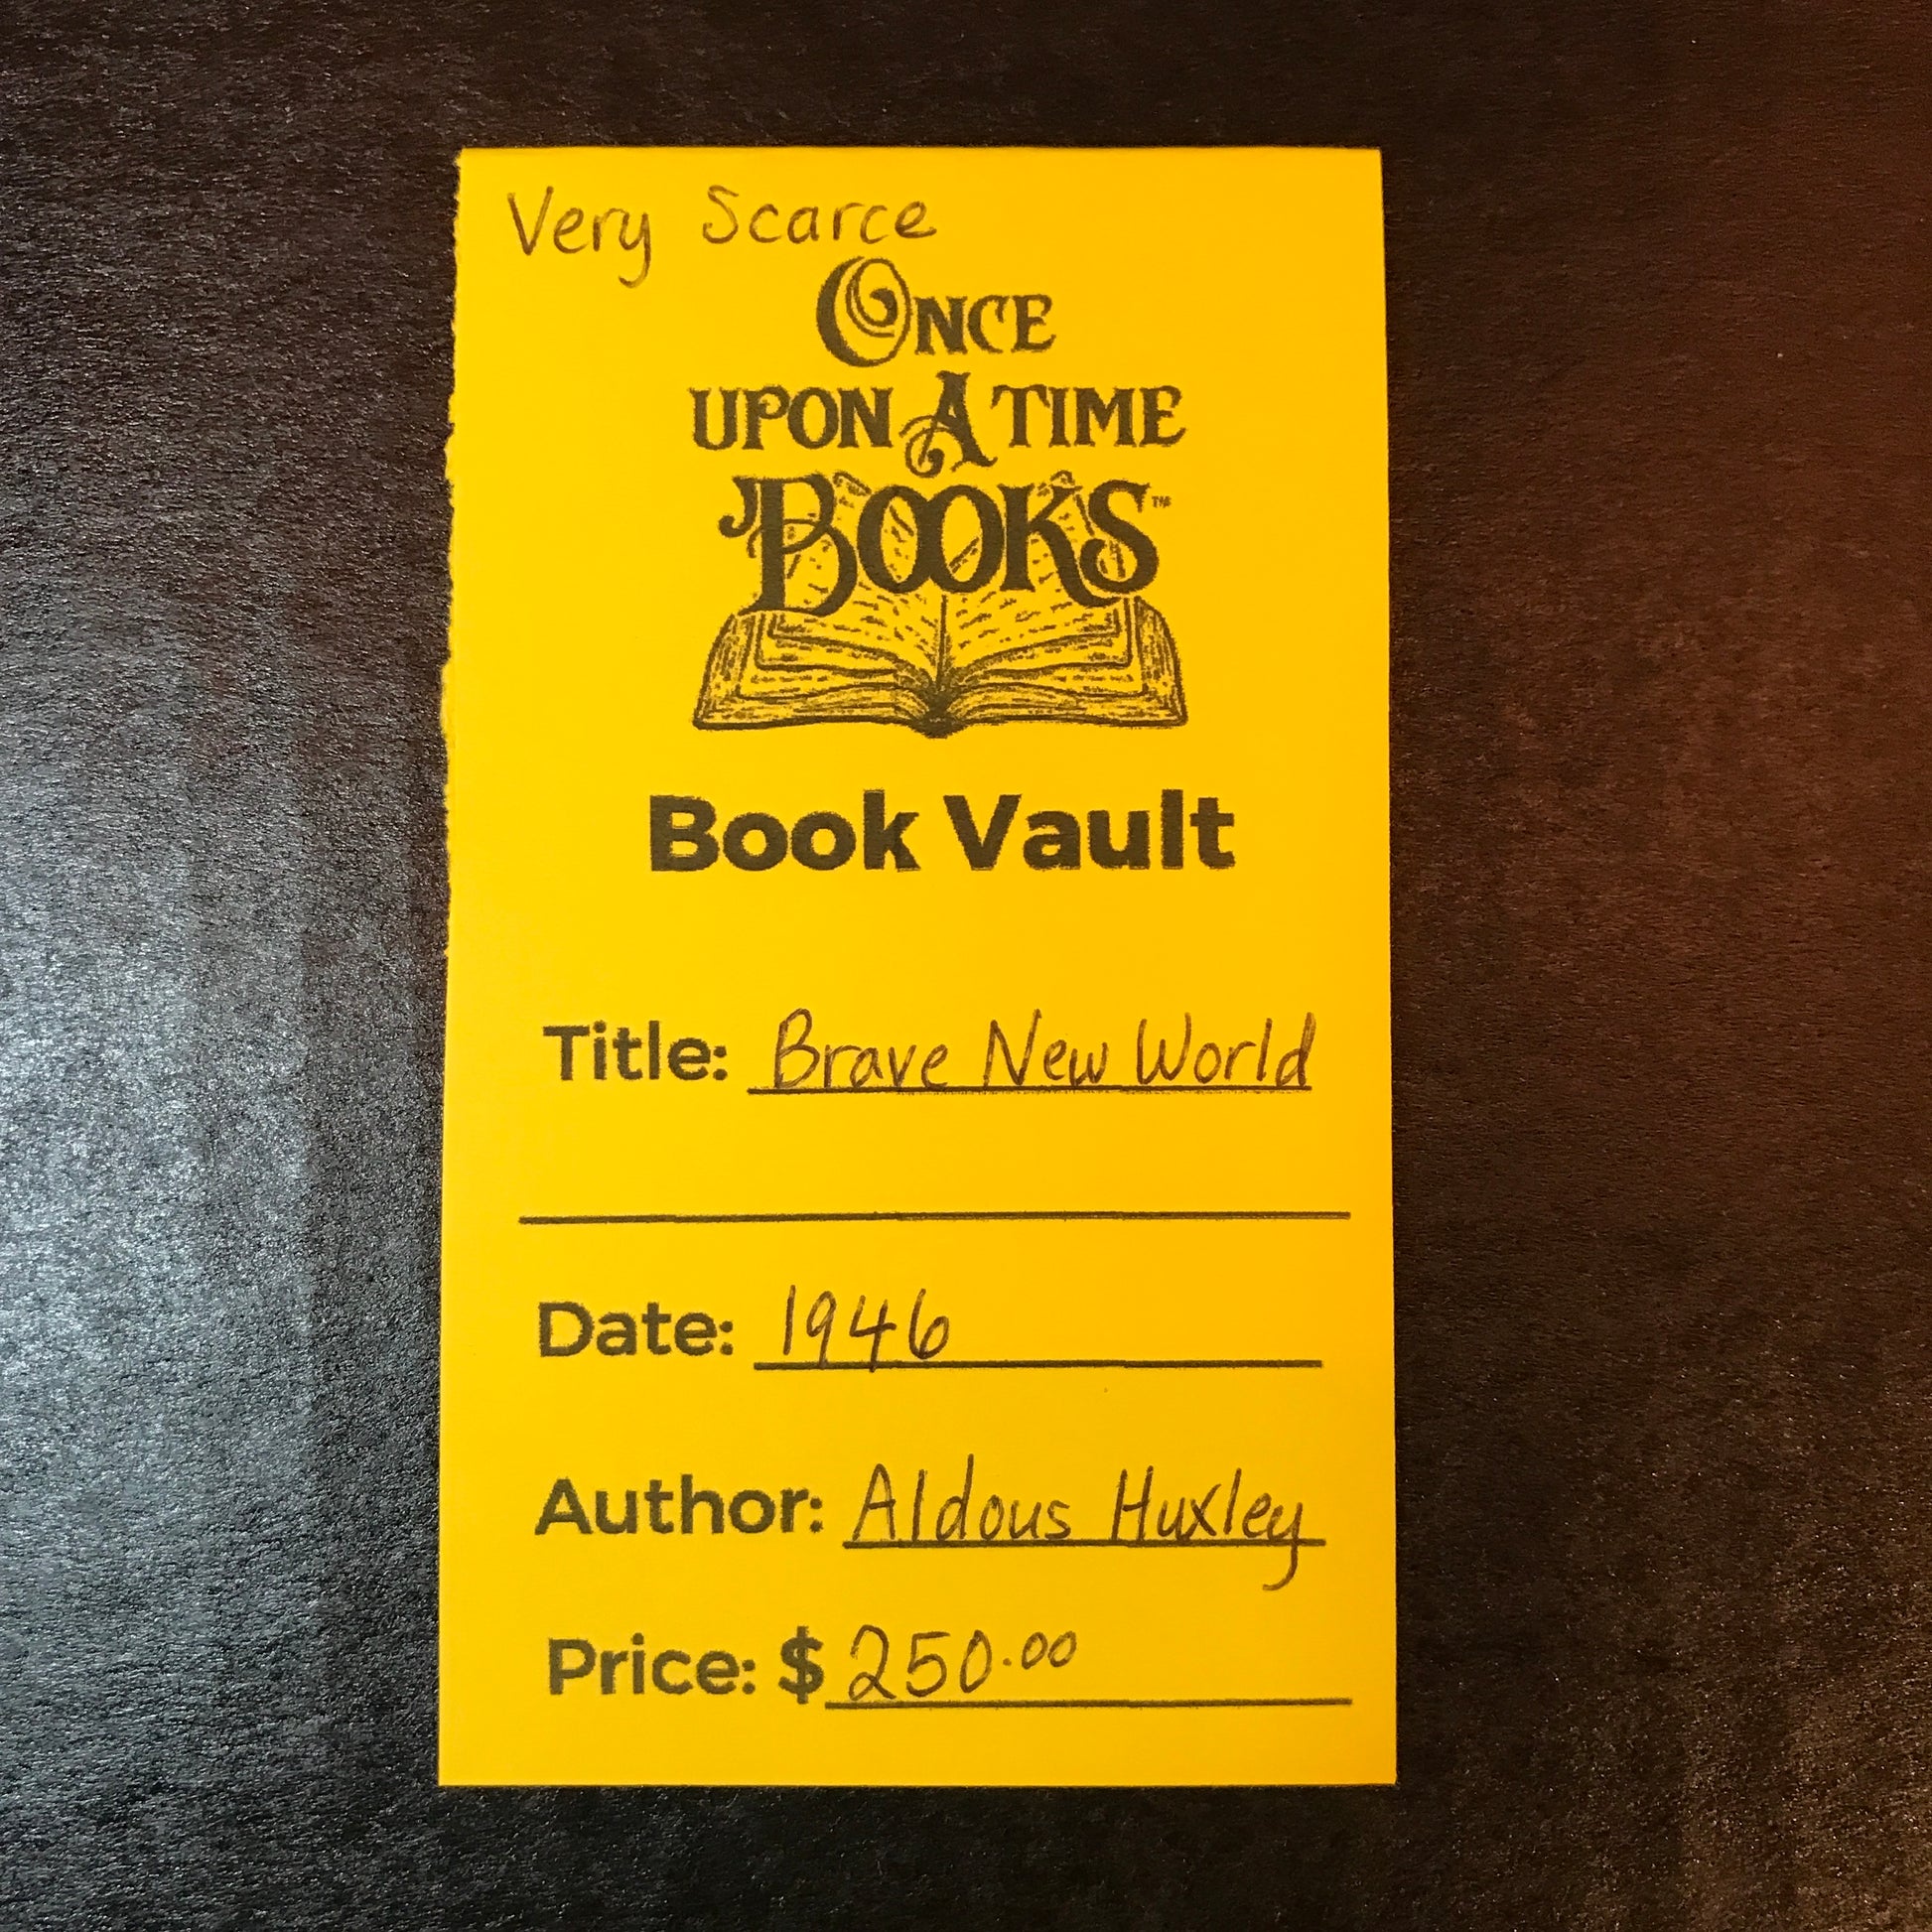 Very Scarce
ONCE
UPON A TIME
BOOKS™
Book Vault
Title: Brave New World
Date: 1946
Author: Aldous Huxley
Price: $250.00